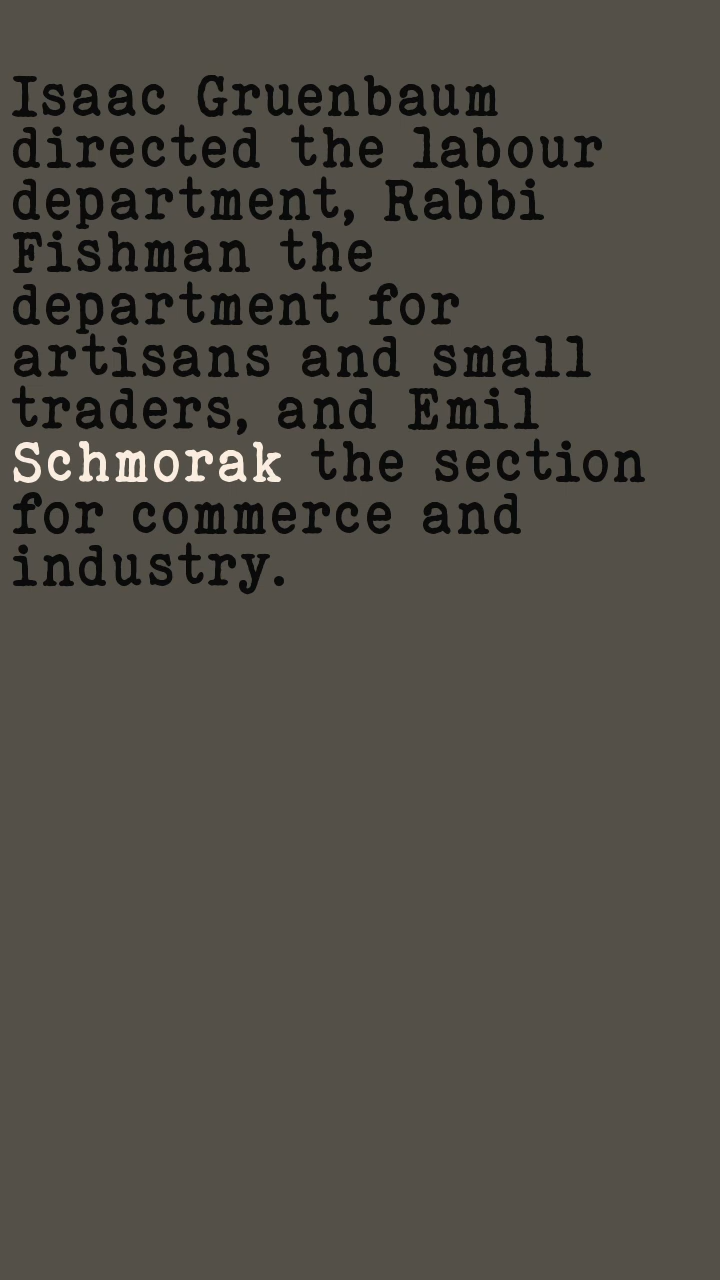 Isaac Gruenbaum
directed the labour
department, Rabbi
Fishman the
department for
artisans and small
traders, and Emil
Schmorak the section
for commerce and
industry.